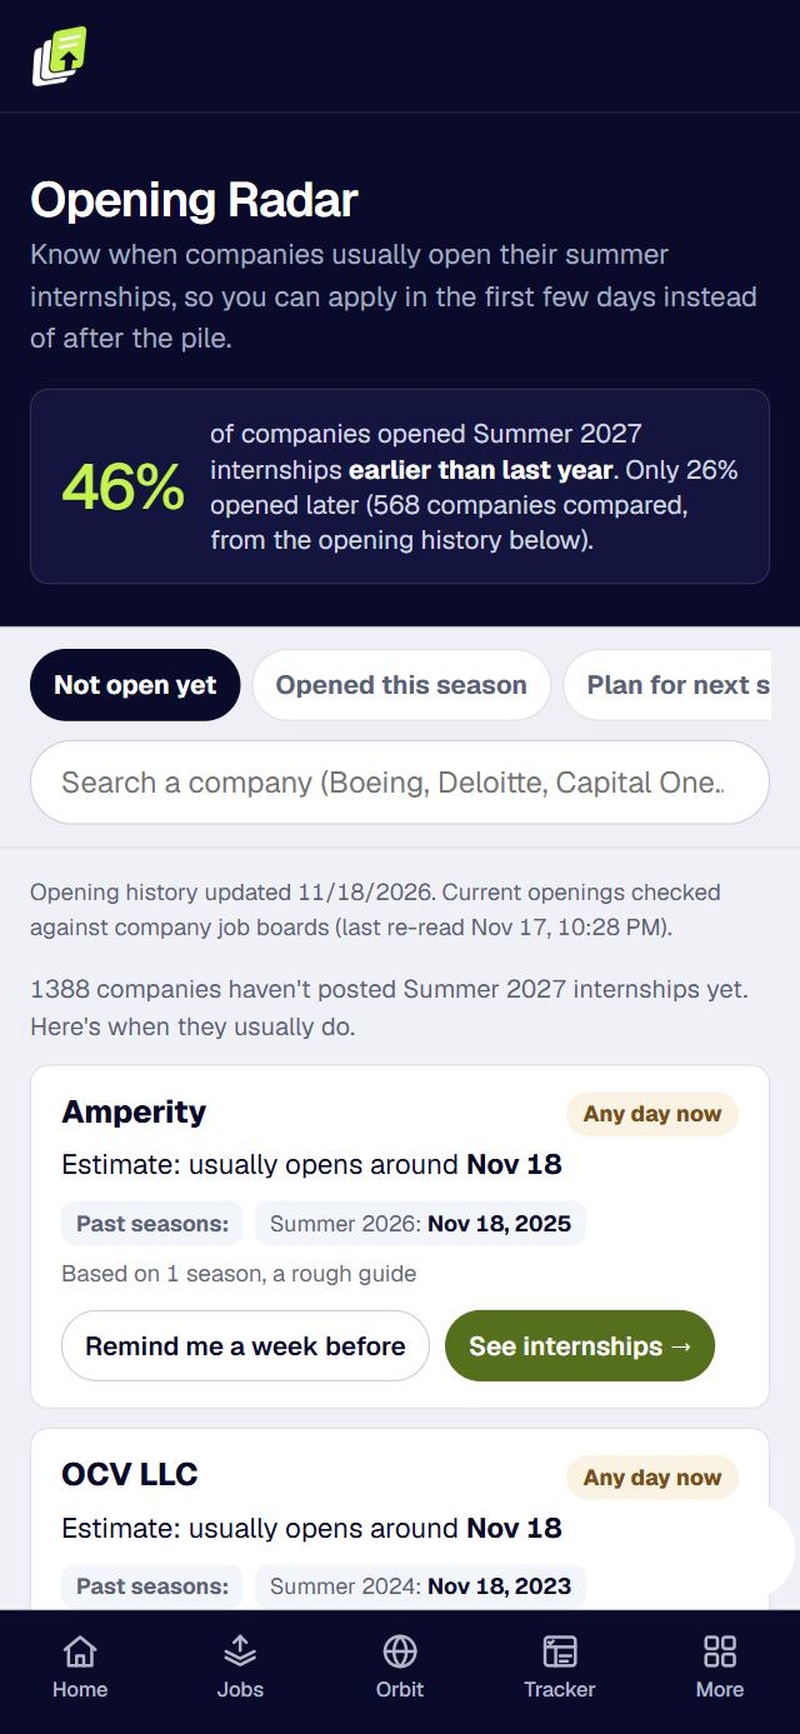 Opening Radar
Know when companies usually open their summer
internships, so you can apply in the first few days instead
of after the pile.
46%
of companies opened Summer 2027
internships earlier than last year. Only 26%
opened later (568 companies compared,
from the opening history below).
Not open yet
Opened this season
Plan for next s
Search a company (Boeing, Deloitte, Capital One..
Opening history updated 11/18/2026. Current openings checked
against company job boards (last re-read Nov 17, 10:28 PM).
1388 companies haven't posted Summer 2027 internships yet.
Here's when they usually do.
Amperity
Any day now
Estimate: usually opens around Nov 18
Past seasons:
Summer 2026: Nov 18, 2025
Based on 1 season, a rough guide
Remind me a week before
See internships →
OCV LLC
Any day now
Estimate: usually opens around Nov 18
Past seasons:
Summer 2024: Nov 18, 2023
Home
Jobs
Orbit
Tracker
More